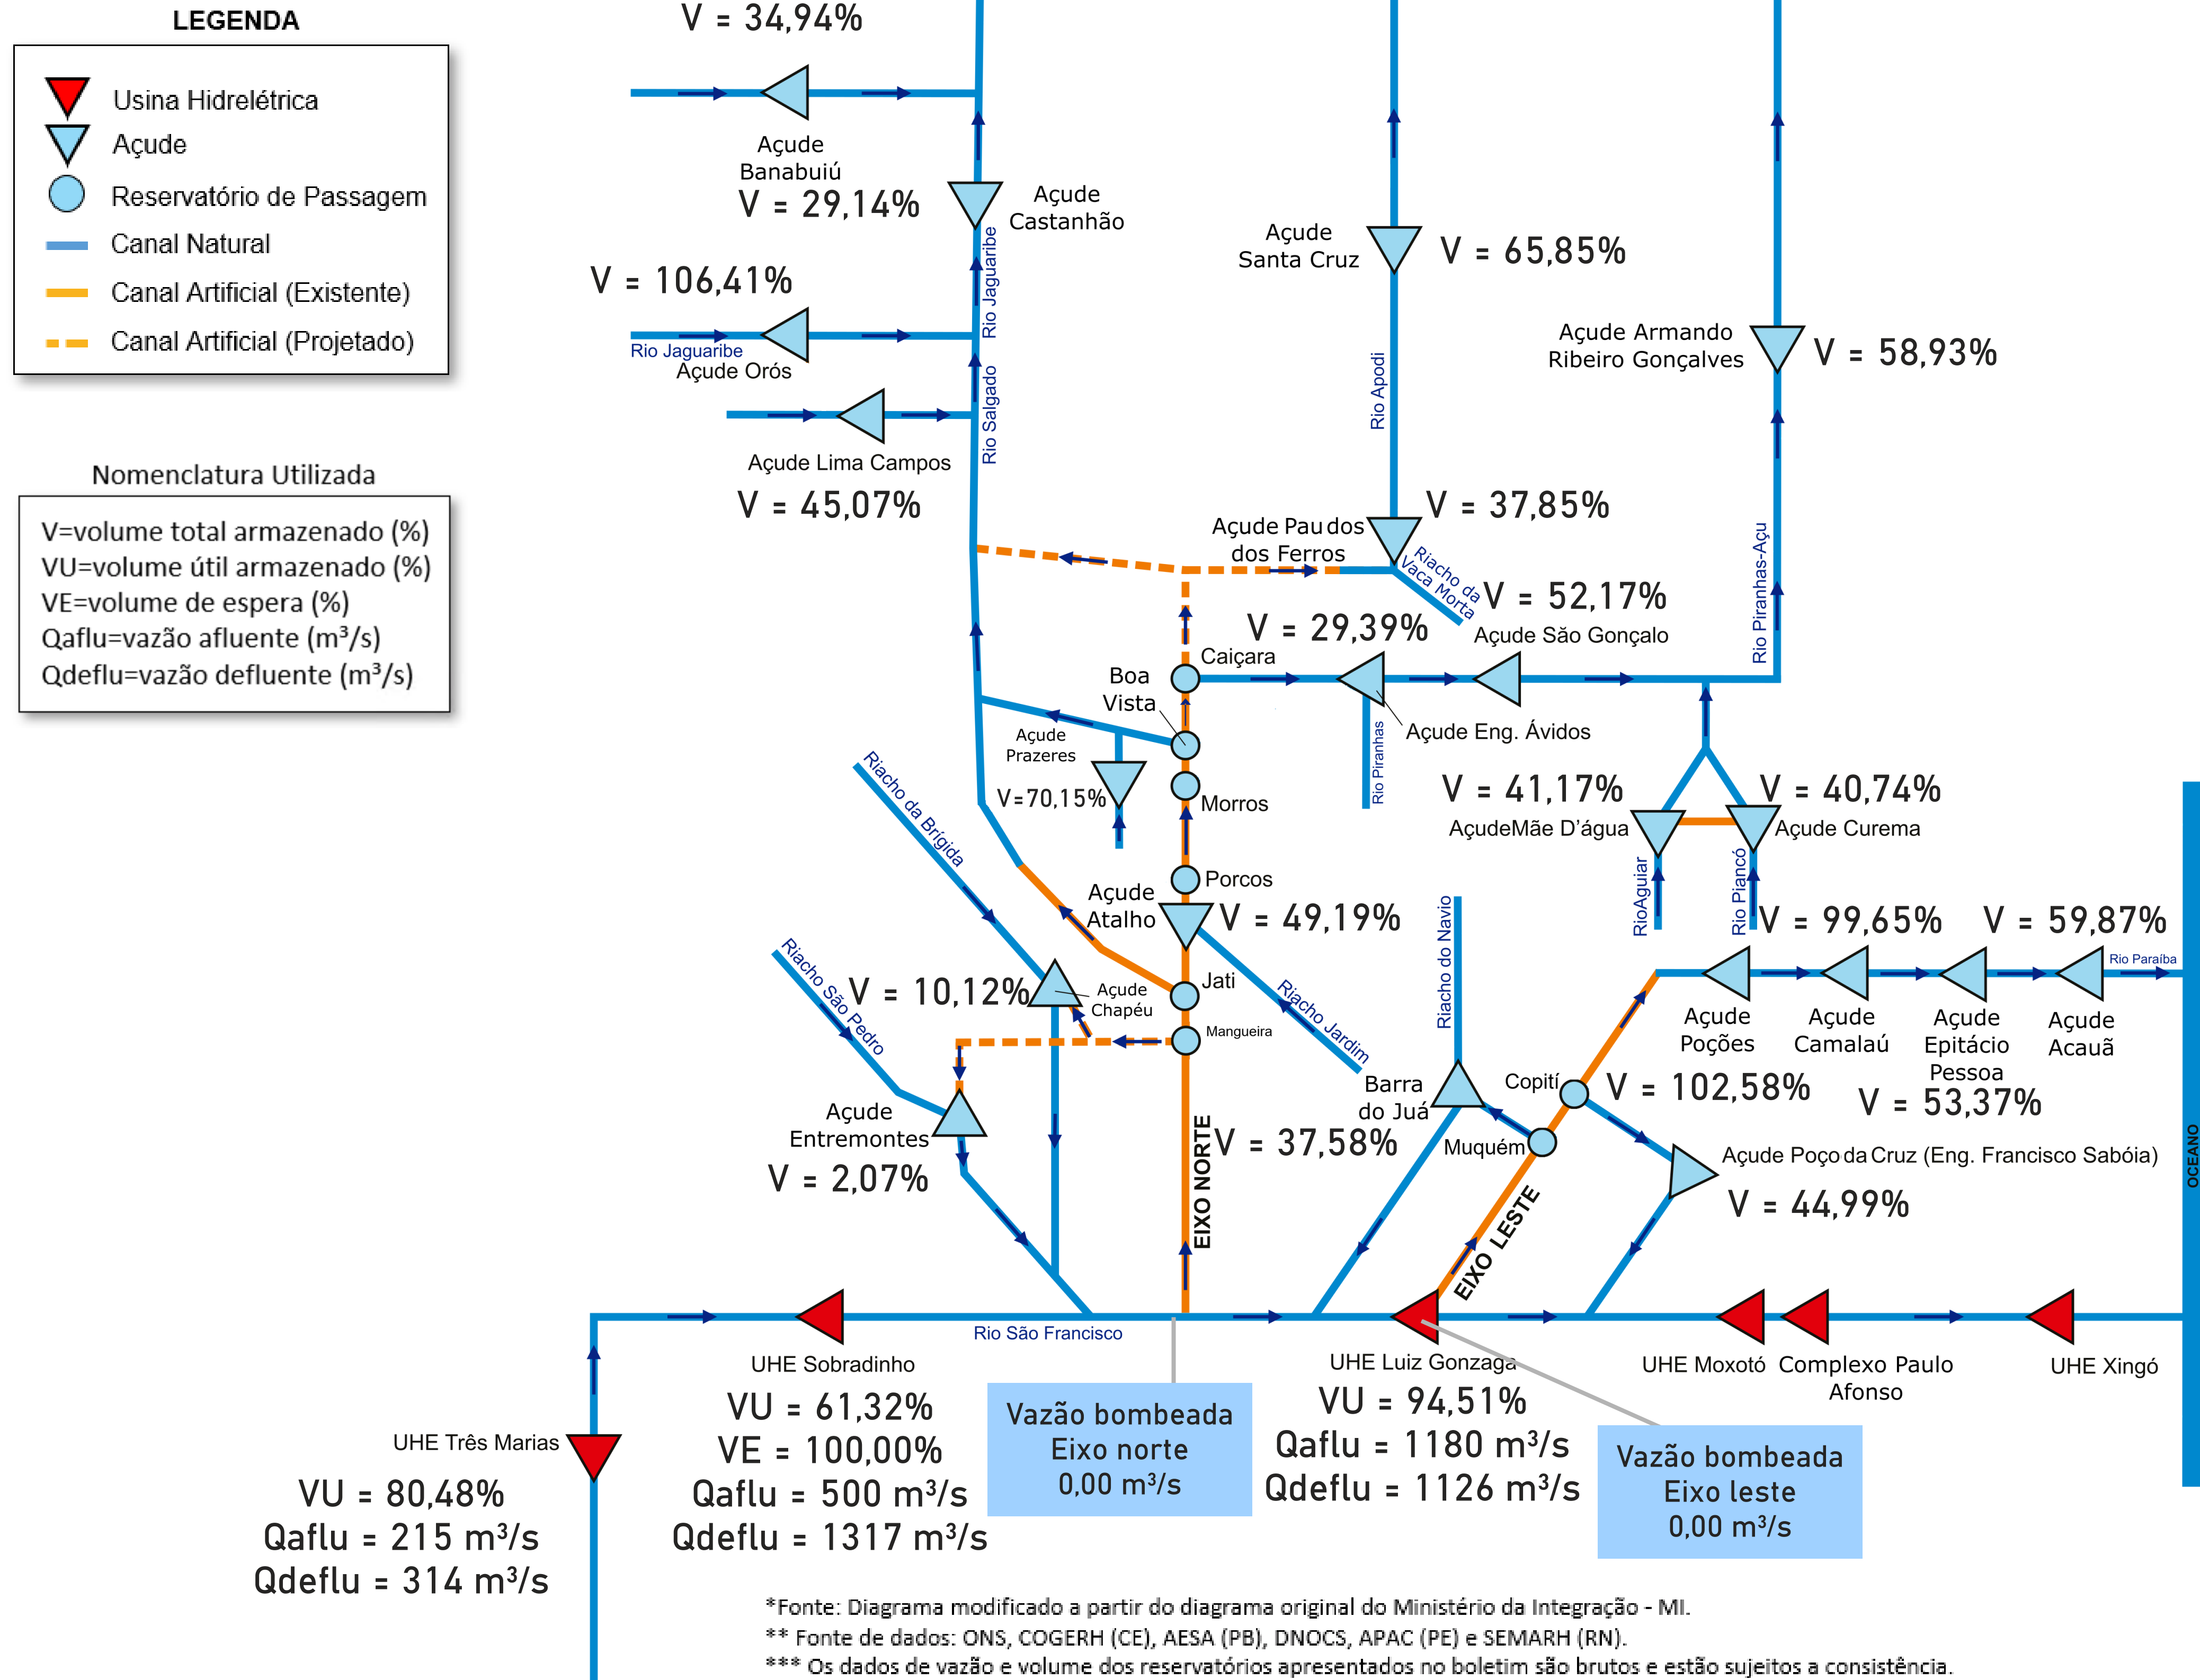 LEGENDA
Usina Hidrelétrica
Açude
Reservatório de Passagem
Canal Natural
Canal Artificial (Existente)
Canal Artificial (Projetado)
Nomenclatura Utilizada
V=volume total armazenado (%)
VU=volume útil armazenado (%)
VE=volume de espera (%)
Qaflu=vazão afluente (m³/s)
Qdeflu=vazão defluente (m³/s)
V = 34,94%
Açude
Banabuiú
V = 29,14%
Açude
Castanhão
Rio Jaguaribe
V = 106,41%
Rio Jaguaribe
Açude Orós
Rio Salgado
Açude Lima Campos
V = 45,07%
Açude
Santa Cruz
V = 65,85%
Rio Apodi
Açude Armando
Ribeiro Gonçalves
V = 58,93%
Rio Piranhas-Açu
V = 37,85%
Açude Pau dos
dos Ferros
Riacho da
Vaca Morta
V = 52,17%
Açude São Gonçalo
V = 29,39%
Caiçara
Açude Eng. Ávidos
Rio Piranhas
Boa
Vista
Açude
Prazeres
V=70,15%
Morros
Porcos
Açude
Atalho
V = 49,19%
Riacho Jardim
Jati
Mangueira
Riacho da Brígida
Riacho São Pedro
V = 10,12%
Açude
Chapéu
Açude
Entremontes
V = 2,07%
EIXO NORTE
V = 41,17%
AçudeMãe D'água
V = 40,74%
Açude Curema
RioAguiar
Rio Piancó
V = 99,65%
V = 59,87%
Rio Paraíba
Açude
Poções
Açude
Camalaú
Açude
Epitácio
Pessoa
Açude
Acauã
V = 102,58%
V = 53,37%
Riacho do Navio
Barra
do Juá
V = 37,58%
Copití
Muquém
EIXO LESTE
Açude Poço da Cruz (Eng. Francisco Sabóia)
V = 44,99%
OCEANO
Rio São Francisco
UHE Sobradinho
VU = 61,32%
VE = 100,00%
Qaflu = 500 m³/s
Qdeflu = 1317 m³/s
UHE Três Marias
VU = 80,48%
Qaflu = 215 m³/s
Qdeflu = 314 m³/s
Vazão bombeada
Eixo norte
0,00 m³/s
UHE Luiz Gonzaga
VU = 94,51%
Qaflu = 1180 m³/s
Qdeflu = 1126 m³/s
Vazão bombeada
Eixo leste
0,00 m³/s
UHE Moxotó
Complexo Paulo
Afonso
UHE Xingó
*Fonte: Diagrama modificado a partir do diagrama original do Ministério da Integração - MI.
** Fonte de dados: ONS, COGERH (CE), AESA (PB), DNOCS, APAC (PE) e SEMARH (RN).
*** Os dados de vazão e volume dos reservatórios apresentados no boletim são brutos e estão sujeitos a consistência.